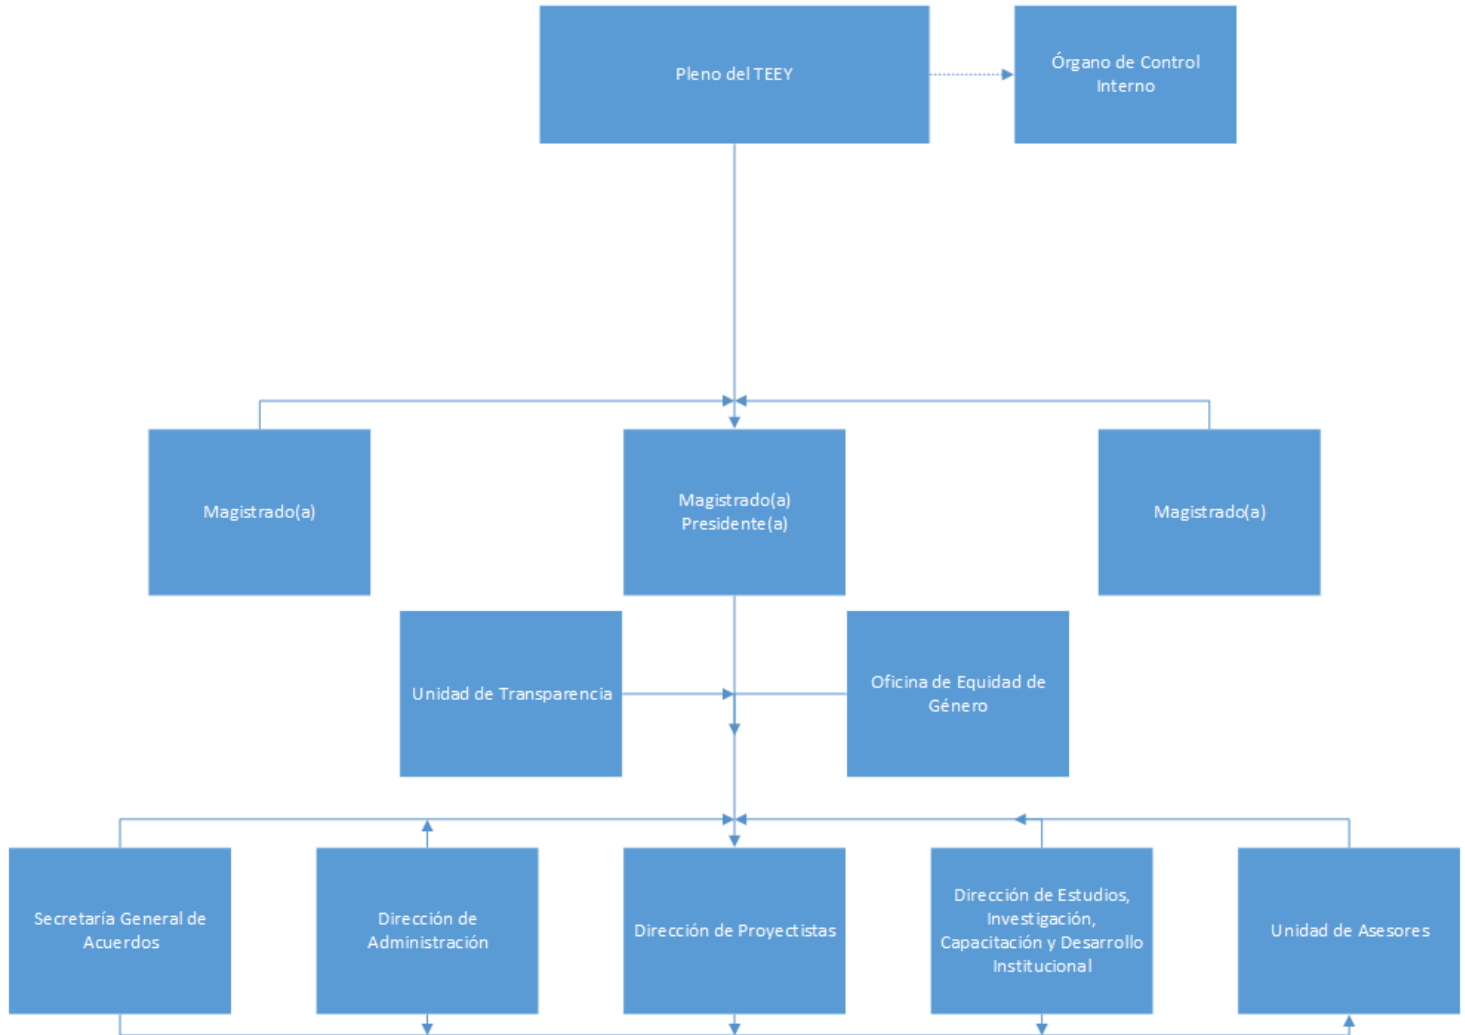 Pleno del TEEY
Órgano de Control
Interno
Magistrado(a)
Magistrado(a)
Presidente(a)
Magistrado(a)
Unidad de Transparencia
Oficina de Equidad de
Género
Secretaría General de
Acuerdos
Dirección de
Administración
Dirección de Proyectistas
Dirección de Estudios,
Investigación,
Capacitación y Desarrollo
Institucional
Unidad de Asesores